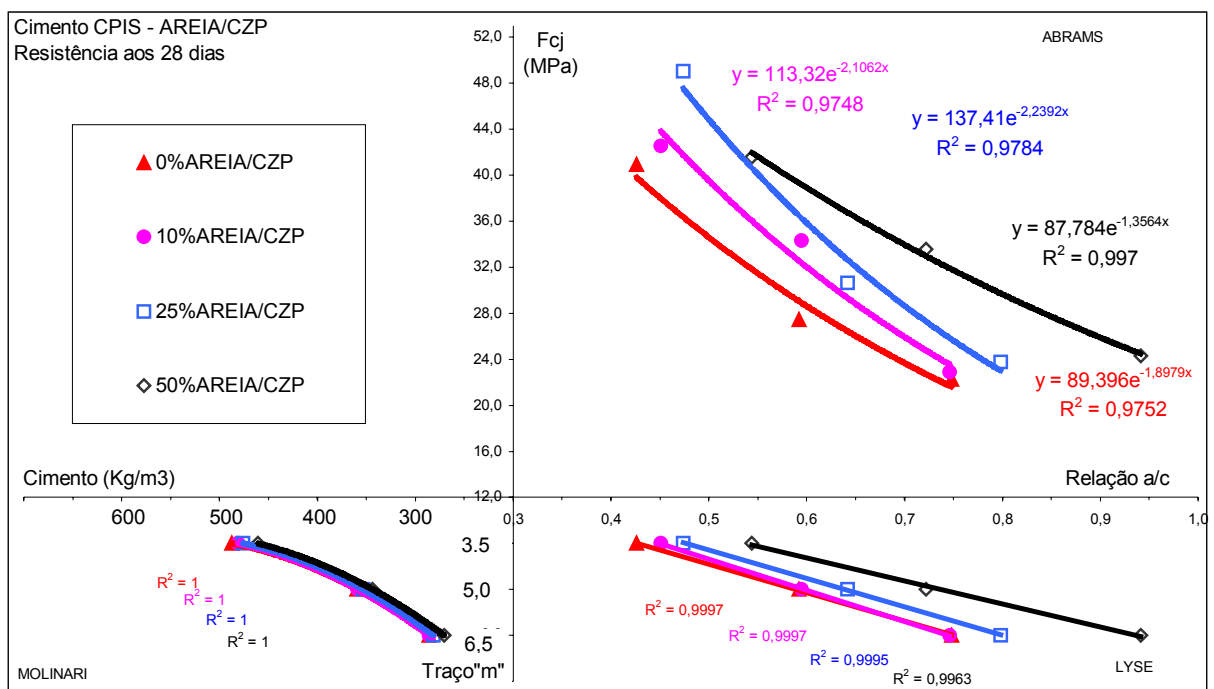 Cimento CPIS - AREIA/CZP
Resistência aos 28 dias
0%AREIA/CZP
10%AREIA/CZP
25%AREIA/CZP
50%AREIA/CZP
Fcj
(MPa)
ABRAMS
52,0
48,0
44,0
40,0
36,0
32,0
28,0
24,0
20,0
16,0
12,0
y = 113,32e^-2,1062x
R² = 0,9748
y = 137,41e^-2,2392x
R² = 0,9784
y = 87,784e^-1,3564x
R² = 0,997
y = 89,396e^-1,8979x
R² = 0,9752
Cimento (Kg/m3)
Relação a/c
600 500 400 300
0,3 0,4 0,5 0,6 0,7 0,8 0,9 1,0
3.5
5,0
6,5
R² = 1
R² = 1
R² = 1
R² = 1
R² = 0,9997
R² = 0,9997
R² = 0,9995
R² = 0,9963
MOLINARI
Traço"m"
LYSE